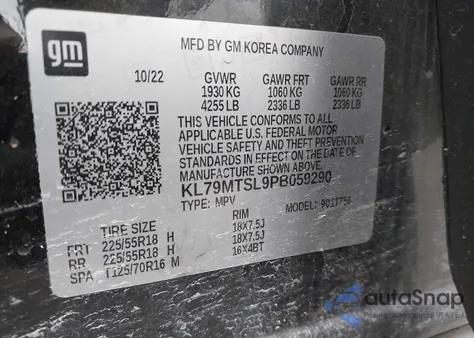 gm
MFD BY GM KOREA COMPANY
10/22 GVWR GAWR FRT GAWR RR
1930 KG 1060 KG 1060 KG
4255 LB 2336 LB 2336 LB
THIS VEHICLE CONFORMS TO ALL
APPLICABLE U.S. FEDERAL MOTOR
VEHICLE SAFETY AND THEFT PREVENTION
STANDARDS IN EFFECT ON THE DATE OF
MANUFACTURE SHOWN ABOVE.
KL79MTSL9PB059290
TYPE: MPV MODEL:
TIRE SIZE RIM
FRT 225/55R18 H 18X7.5J
RR 225/55R18 H 18X7.5J
SPA T125/70R16 M 16X4BT
autoSnap